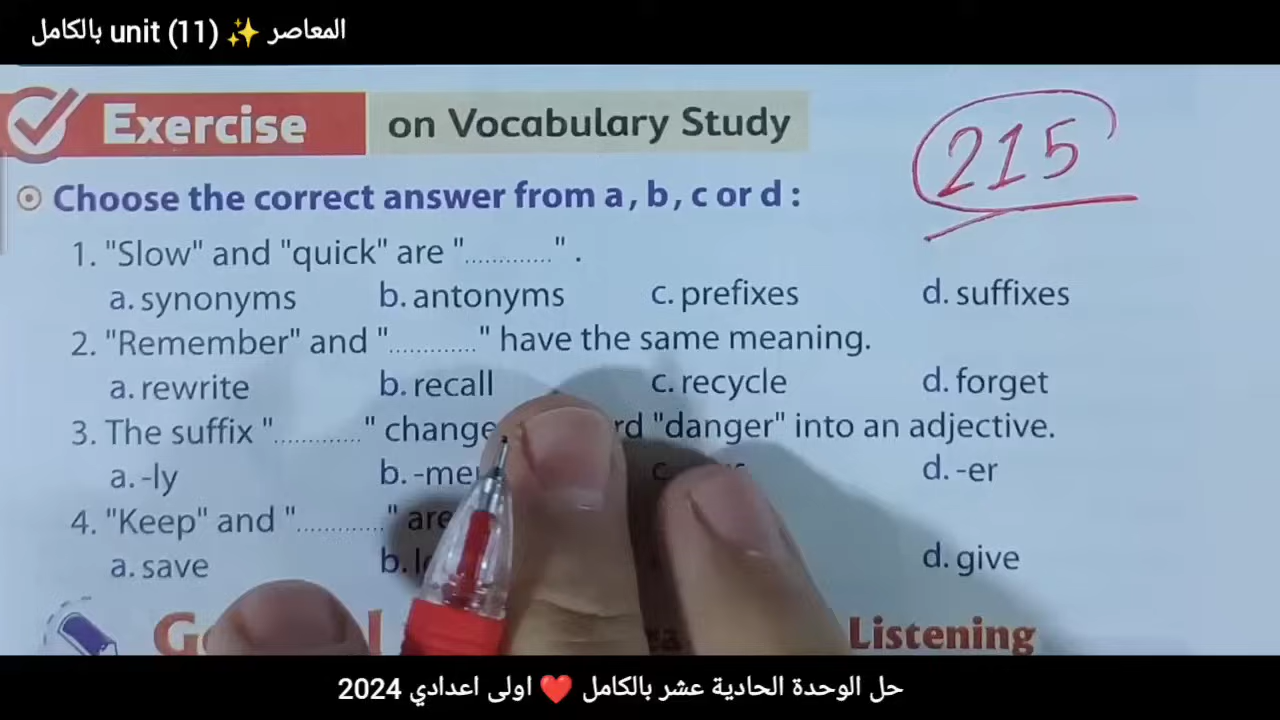 المعاصر ✨ unit (11) بالكامل
Exercise on Vocabulary Study
215
Choose the correct answer from a, b, c or d :
1. "Slow" and "quick" are "............" .
a. synonyms b. antonyms c. prefixes d. suffixes
2. "Remember" and "............" have the same meaning.
a. rewrite b. recall c. recycle d. forget
3. The suffix "............" "danger" into an adjective.
a. -ly b. d. -er
4. "Keep" and "............" are
a. save b. d. give
Listening
حل الوحدة الحادية عشر بالكامل ❤️ اولى اعدادي 2024